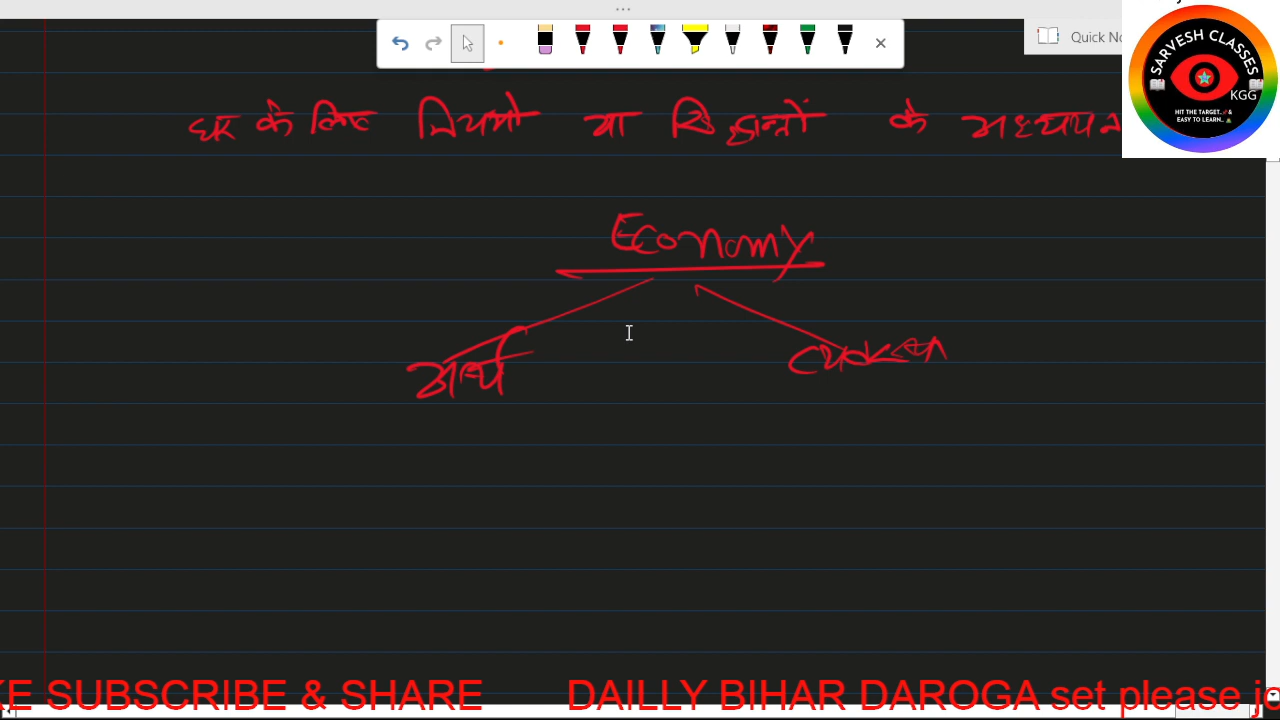 Quick No
SARVESH CLASSES
KGG
HIT THE TARGET..
EASY TO LEARN..
घर के लिए नियमो या सिद्धान्तों के अध्ययन
Economy
अर्थ व्यवस्था
KE SUBSCRIBE & SHARE DAILLY BIHAR DAROGA set please jo